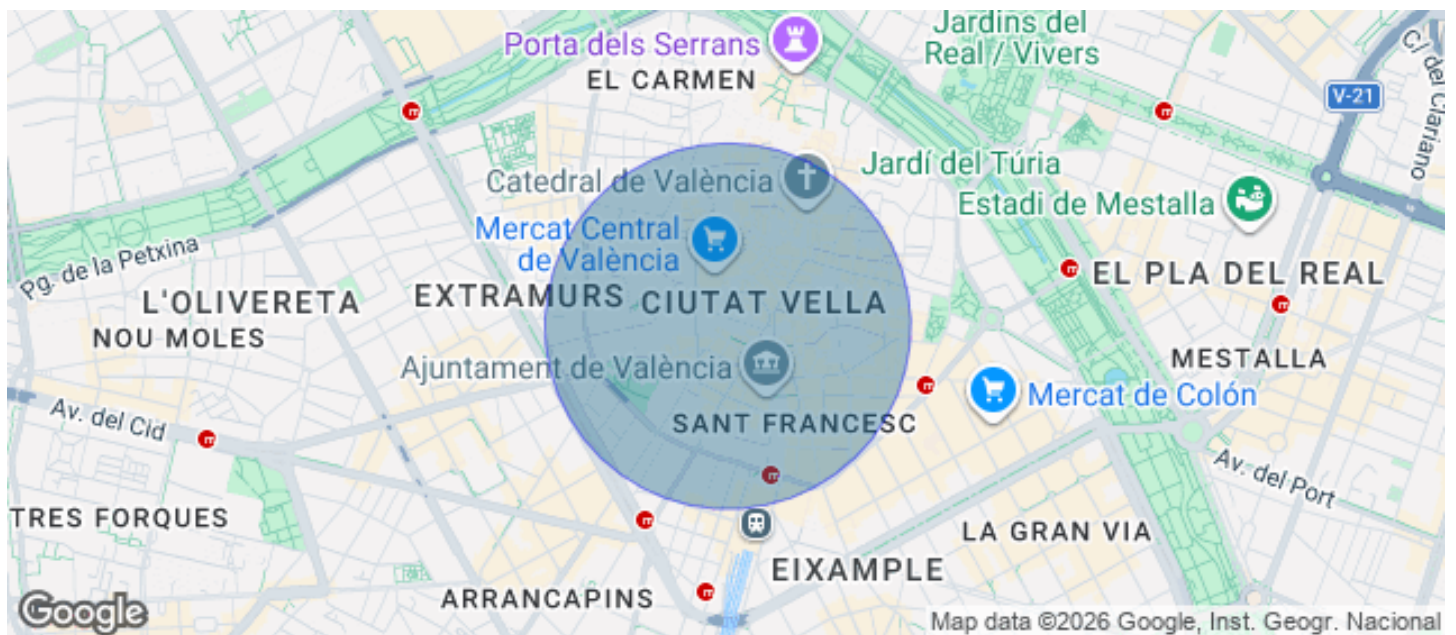 Jardins del
Real / Vivers
Porta dels Serrans
EL CARMEN
V-21
Cl del Clariano
Catedral de València
Jardí del Túria
Estadi de Mestalla
Mercat Central
de València
Pg. de la Petxina
EL PLA DEL REAL
L'OLIVERETA
EXTRAMURS
CIUTAT VELLA
NOU MOLES
MESTALLA
Ajuntament de València
Mercat de Colón
Av. del Cid
SANT FRANCESC
Av. del Port
TRES FORQUES
LA GRAN VIA
EIXAMPLE
ARRANCAPINS
Google
Map data ©2026 Google, Inst. Geogr. Nacional